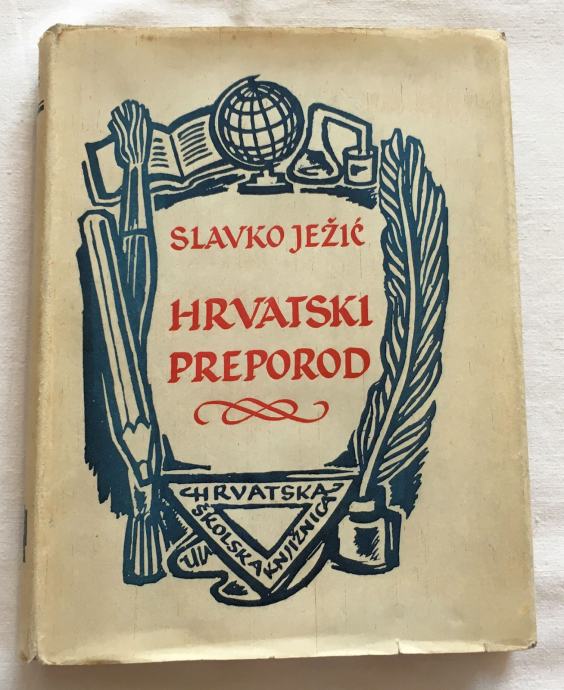 SLAVKO JEŽIĆ
HRVATSKI
PREPOROD
HRVATSKA
ŠKOLSKA
KNJIŽNICA